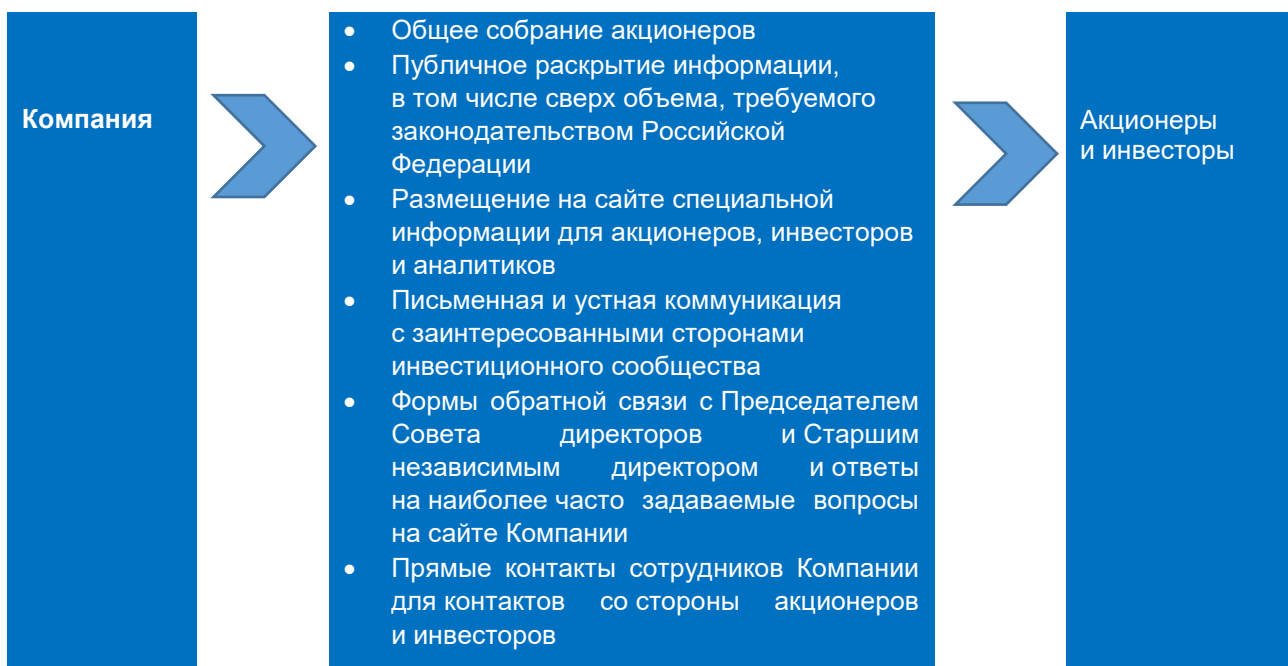 Компания
• Общее собрание акционеров
• Публичное раскрытие информации,
в том числе сверх объема, требуемого
законодательством Российской
Федерации
• Размещение на сайте специальной
информации для акционеров, инвесторов
и аналитиков
• Письменная и устная коммуникация
с заинтересованными сторонами
инвестиционного сообщества
• Формы обратной связи с Председателем
Совета директоров и Старшим
независимым директором и ответы
на наиболее часто задаваемые вопросы
на сайте Компании
• Прямые контакты сотрудников Компании
для контактов со стороны акционеров
и инвесторов
Акционеры
и инвесторы